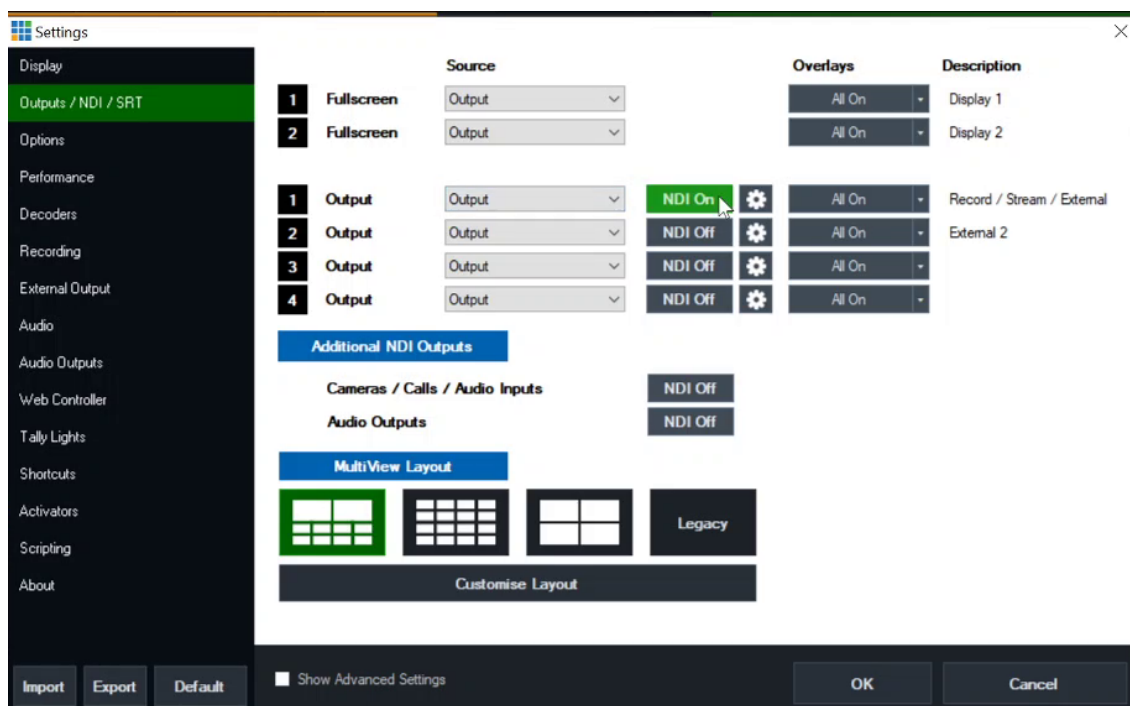 Settings
Display
Outputs / NDI / SRT
Options
Performance
Decoders
Recording
External Output
Audio
Audio Outputs
Web Controller
Tally Lights
Shortcuts
Activators
Scripting
About
Import Export Default
Source Overlays Description
1 Fullscreen Output All On Display 1
2 Fullscreen Output All On Display 2
1 Output Output NDI On All On Record / Stream / External
2 Output Output NDI Off All On External 2
3 Output Output NDI Off All On
4 Output Output NDI Off All On
Additional NDI Outputs
Cameras / Calls / Audio Inputs NDI Off
Audio Outputs NDI Off
MultiView Layout
Legacy
Customise Layout
Show Advanced Settings OK Cancel